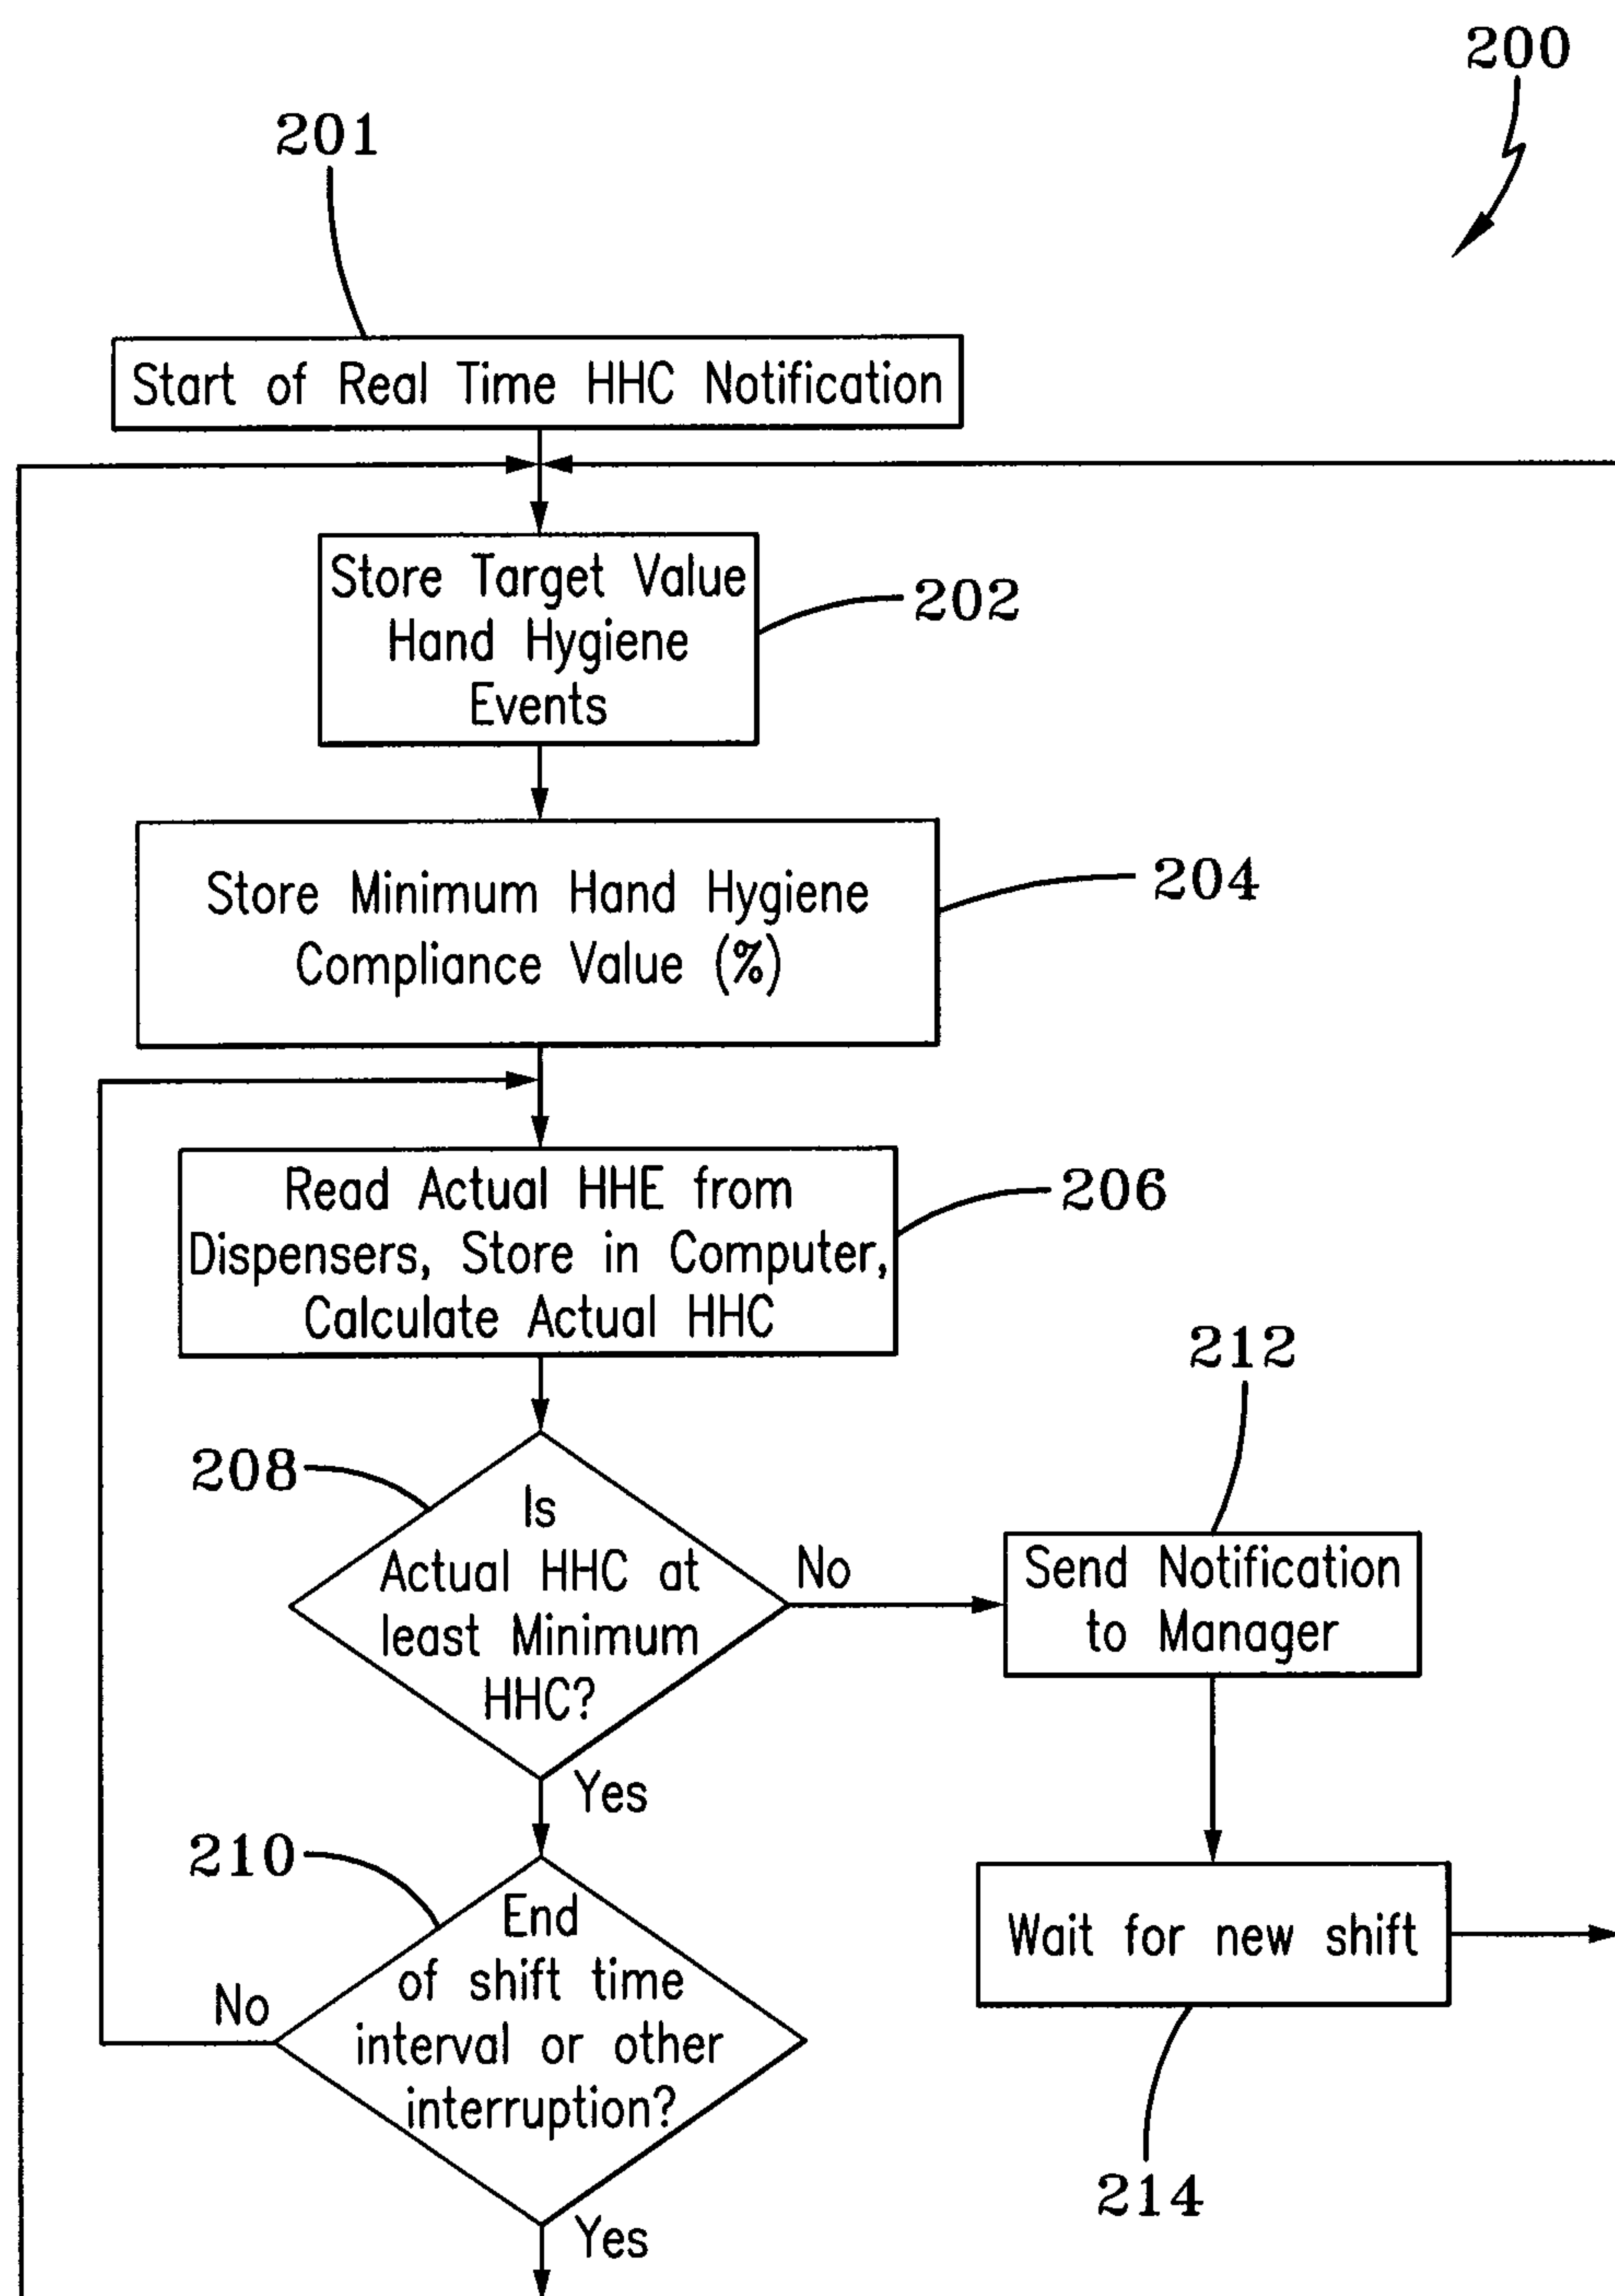 200
201
Start of Real Time HHC Notification
Store Target Value
Hand Hygiene
Events
202
Store Minimum Hand Hygiene
Compliance Value (%)
204
Read Actual HHE from
Dispensers, Store in Computer,
Calculate Actual HHC
206
208
Is
Actual HHC at
least Minimum
HHC?
No
Yes
212
Send Notification
to Manager
210
End
of shift time
interval or other
interruption?
No
Yes
Wait for new shift
214